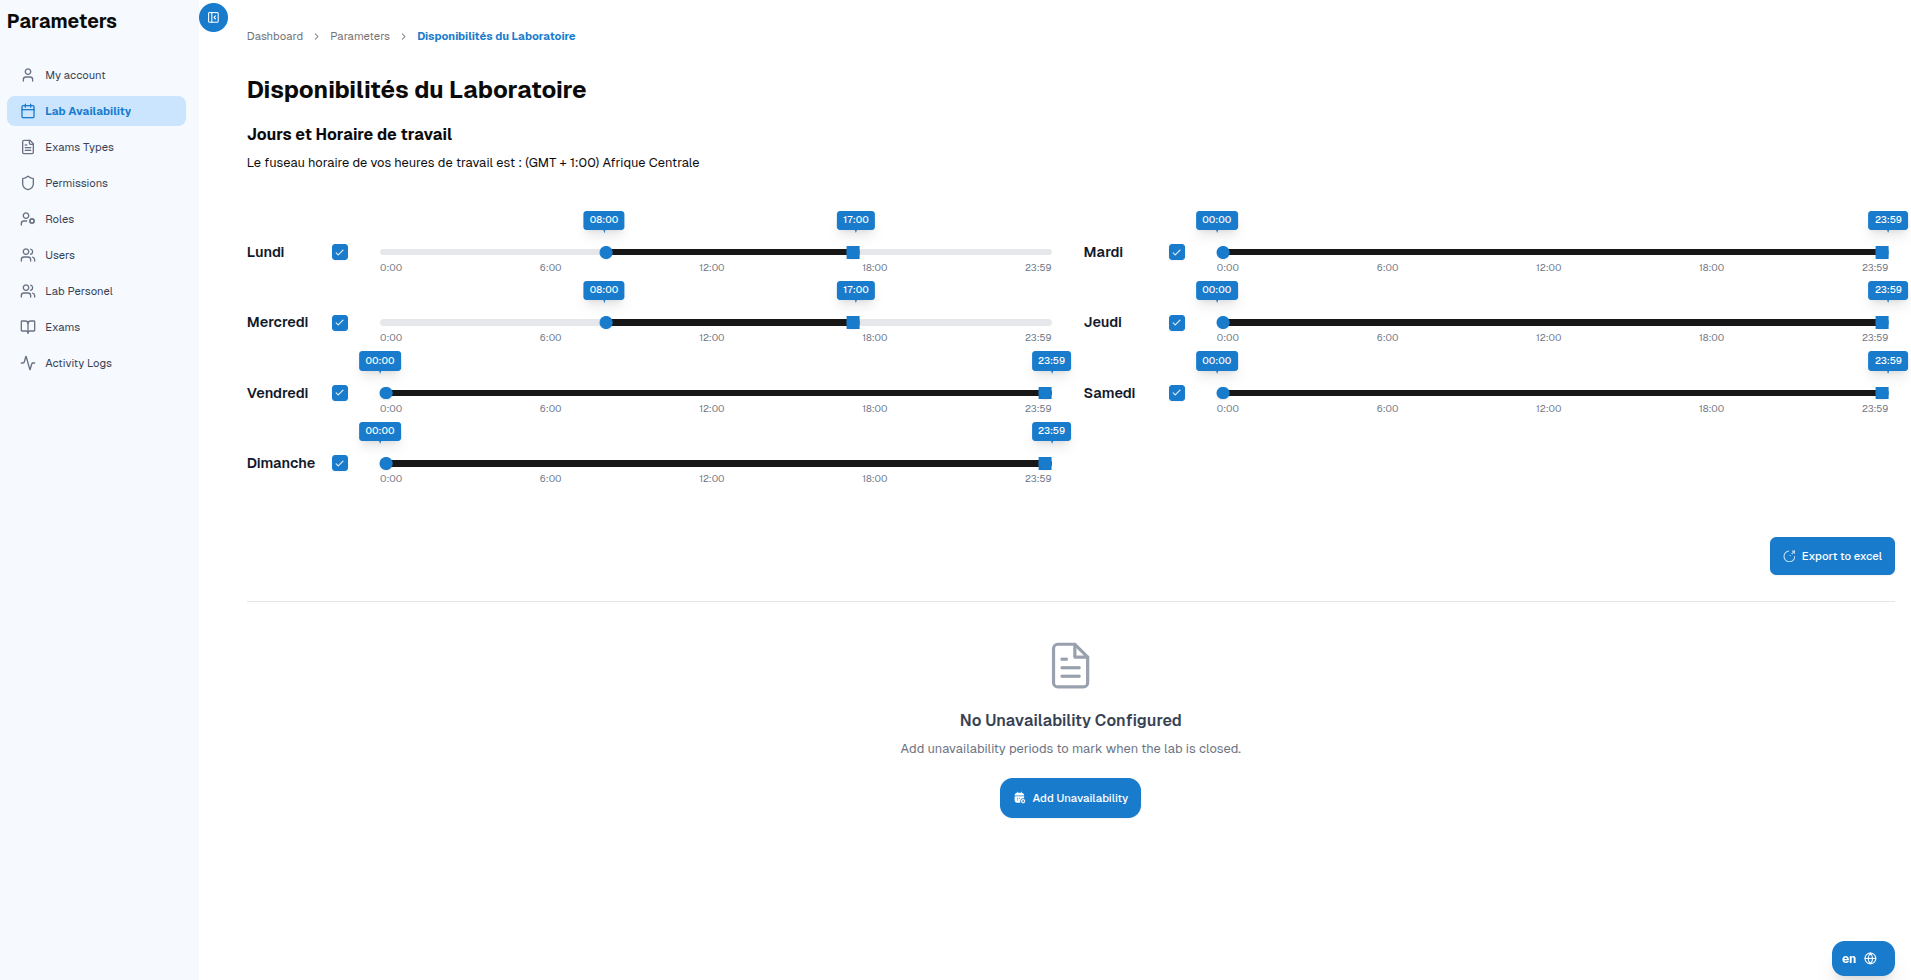 Parameters
My account
Lab Availability
Exams Types
Permissions
Roles
Users
Lab Personel
Exams
Activity Logs
Dashboard > Parameters > Disponibilités du Laboratoire
Disponibilités du Laboratoire
Jours et Horaire de travail
Le fuseau horaire de vos heures de travail est : (GMT + 1:00) Afrique Centrale
08:00 17:00
Lundi
0:00 6:00 12:00 18:00 23:59
00:00 23:59
Mardi
0:00 6:00 12:00 18:00 23:59
08:00 17:00
Mercredi
0:00 6:00 12:00 18:00 23:59
00:00 23:59
Jeudi
0:00 6:00 12:00 18:00 23:59
00:00 23:59
Vendredi
0:00 6:00 12:00 18:00 23:59
00:00 23:59
Samedi
0:00 6:00 12:00 18:00 23:59
00:00 23:59
Dimanche
0:00 6:00 12:00 18:00 23:59
Export to excel
No Unavailability Configured
Add unavailability periods to mark when the lab is closed.
Add Unavailability
en